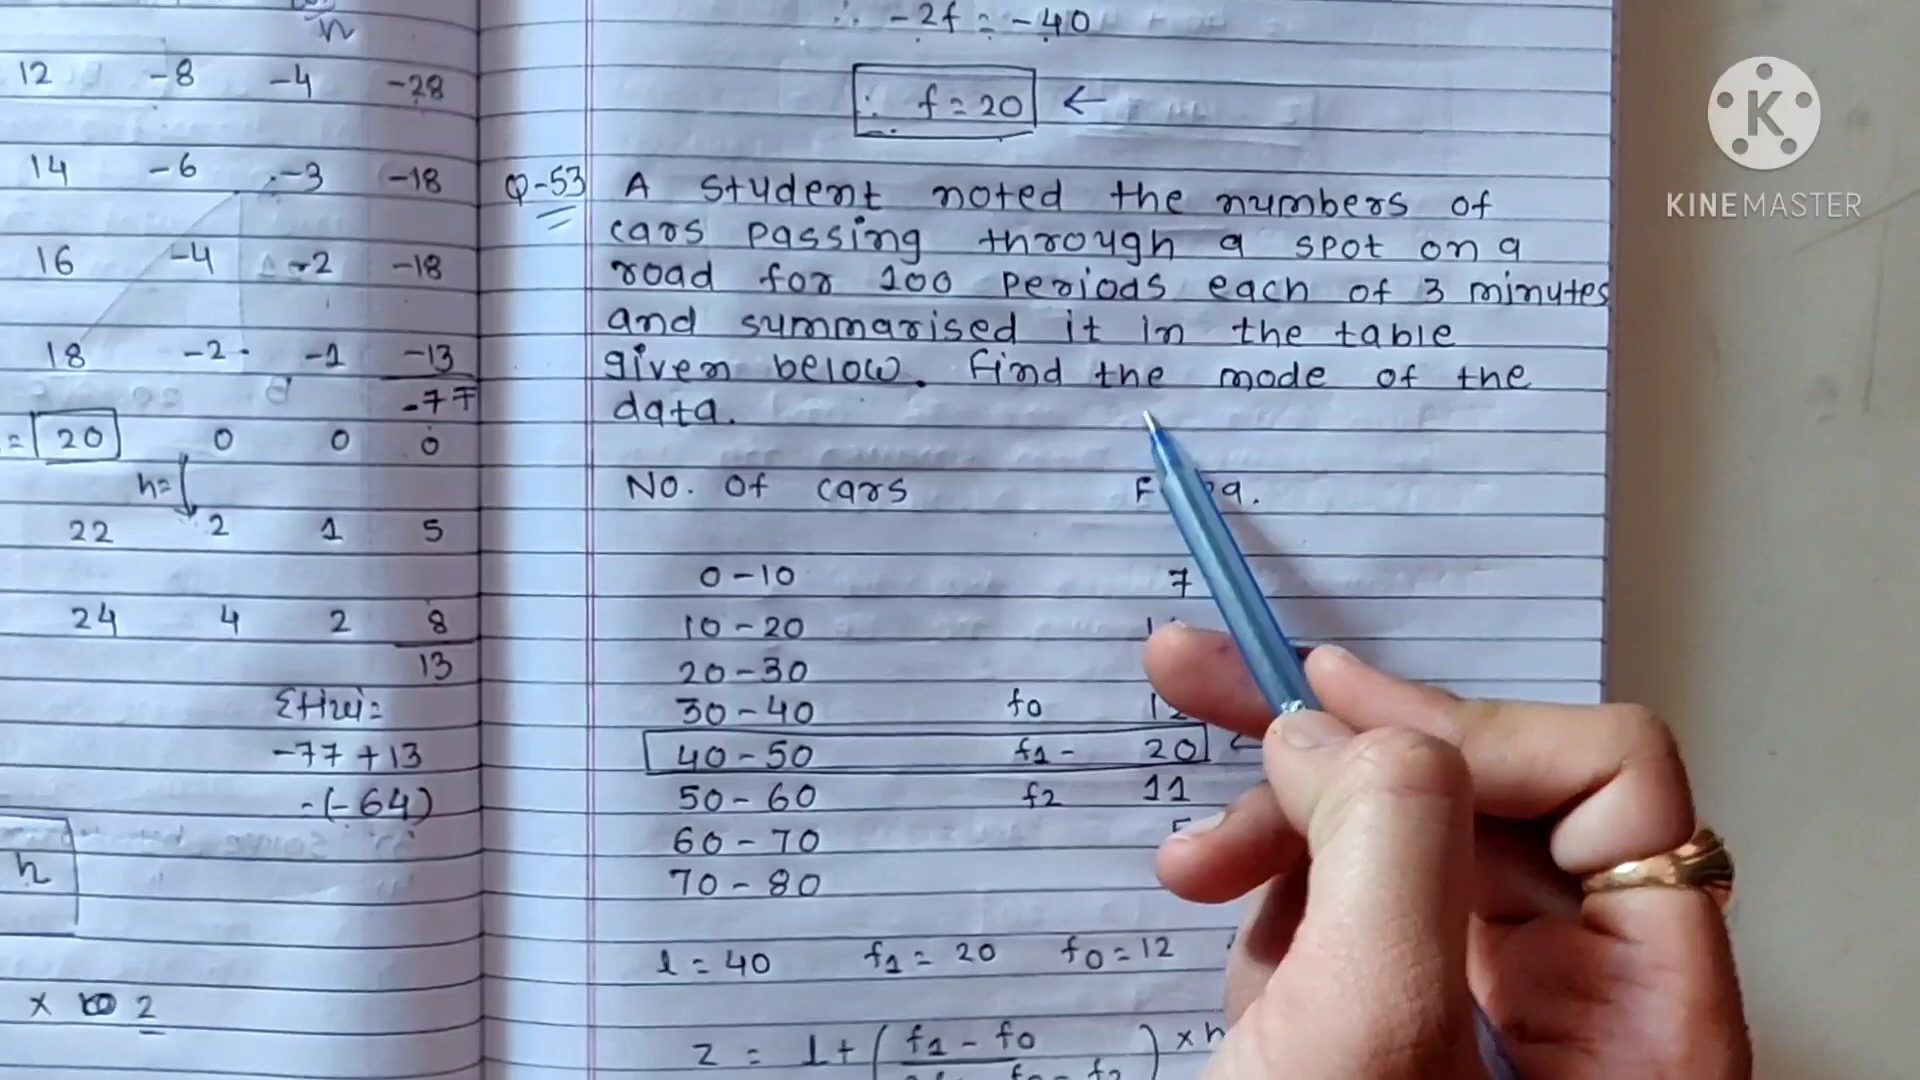 n
12 -8 -4 -28
14 -6 -3 -18
16 -4 -2 -18
18 -2 -1 -13
-77
= 20 0 0 0
h=
22 2 1 5
24 4 2 8
13
-77 + 13
= (-64)
h
x 2
∴ -2f = -40
∴ f = 20 ←
Q-53 A student noted the numbers of
cars passing through a spot on a
road for 100 periods each of 3 minutes
and summarised it in the table
given below. Find the mode of the
data.
No. of cars
0-10 7
10-20
20-30
30-40 f0 12
40-50 f1 - 20 ←
50-60 f2 11
60-70
70-80
l = 40 f1 = 20 f0 = 12
Z = l + ( f1 - f0 ) x h
K
KINEMASTER